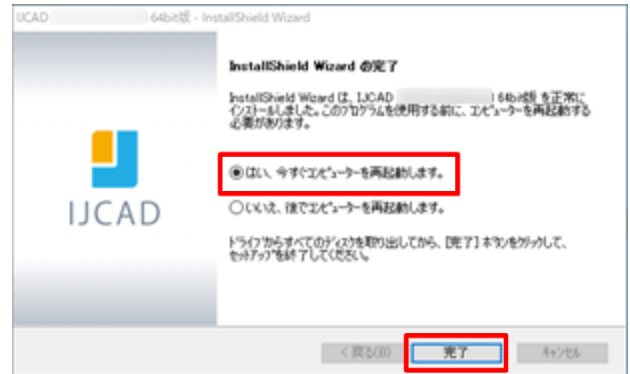 IJCAD 64bit版 - InstallShield Wizard
InstallShield Wizard の完了
InstallShield Wizard は、IJCAD 64bit版 を正常に
インストールしました。このプログラムを使用する前に、コンピューターを再起動する
必要があります。
はい、今すぐコンピューターを再起動します。
いいえ、後でコンピューターを再起動します。
IJCAD
ドライブからすべてのディスクを取り出してから、[完了] ボタンをクリックして、
セットアップを終了してください。
< 戻る(B) 完了 キャンセル